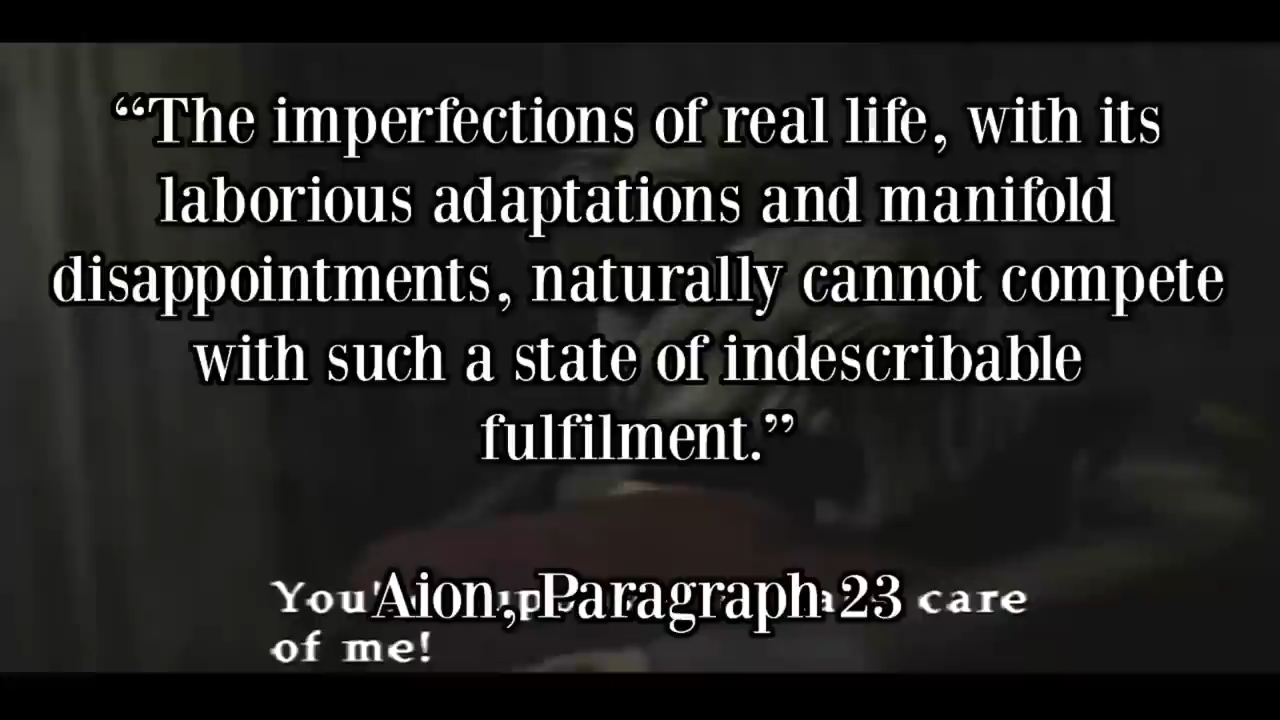 “The imperfections of real life, with its
laborious adaptations and manifold
disappointments, naturally cannot compete
with such a state of indescribable
fulfilment.”
Aion, Paragraph 23
care
of me!